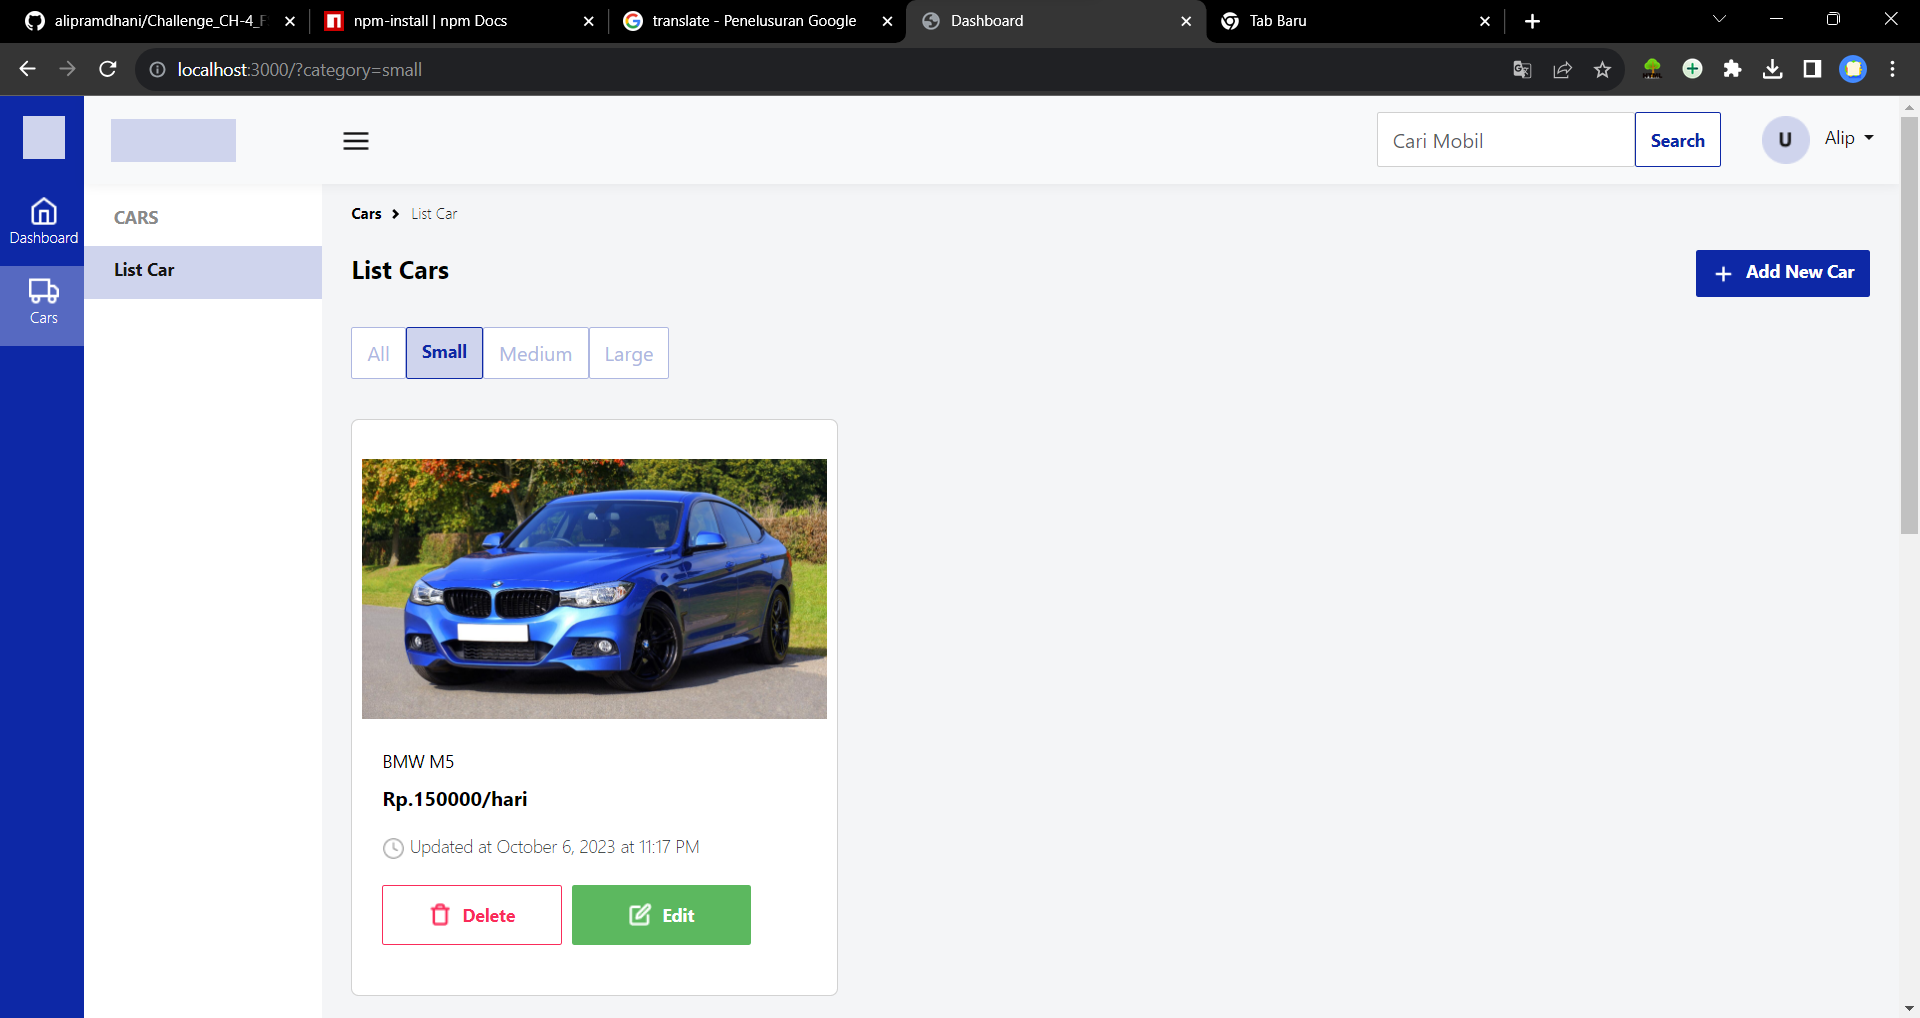 alipramdhani/Challenge_CH-4_F
npm-install | npm Docs
translate - Penelusuran Google
Dashboard
Tab Baru
localhost:3000/?category=small
Cari Mobil
Search
U
Alip
Dashboard
Cars
CARS
List Car
Cars List Car
List Cars
Add New Car
All
Small
Medium
Large
BMW M5
Rp.150000/hari
Updated at October 6, 2023 at 11:17 PM
Delete
Edit